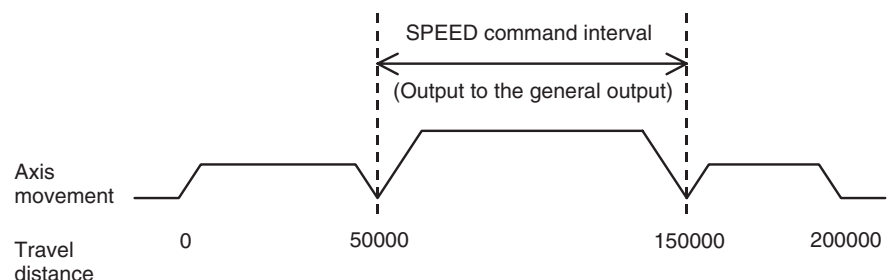 SPEED command interval
(Output to the general output)
Axis
movement
0
50000
150000
200000
Travel
distance